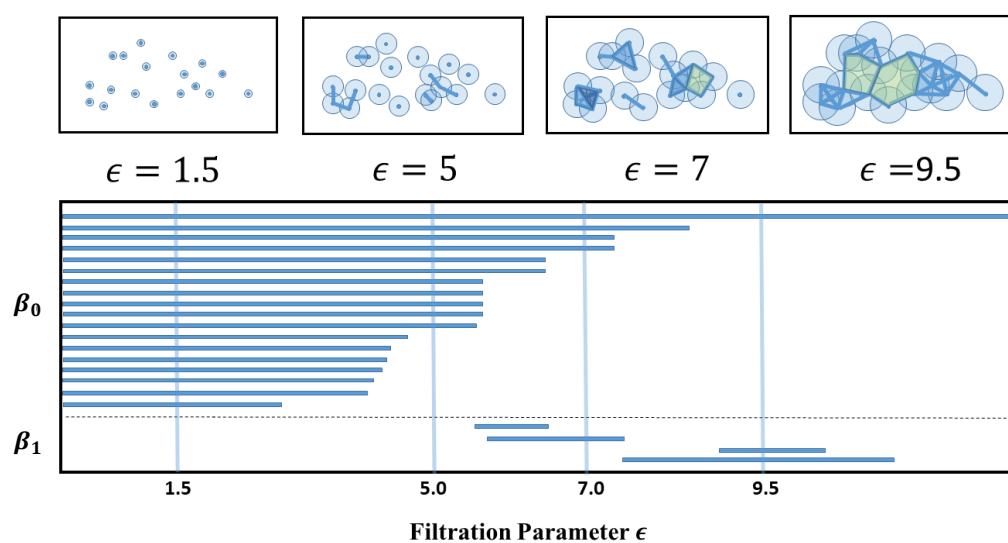 ϵ = 1.5
ϵ = 5
ϵ = 7
ϵ =9.5
β₀
β₁
1.5
5.0
7.0
9.5
Filtration Parameter ϵ